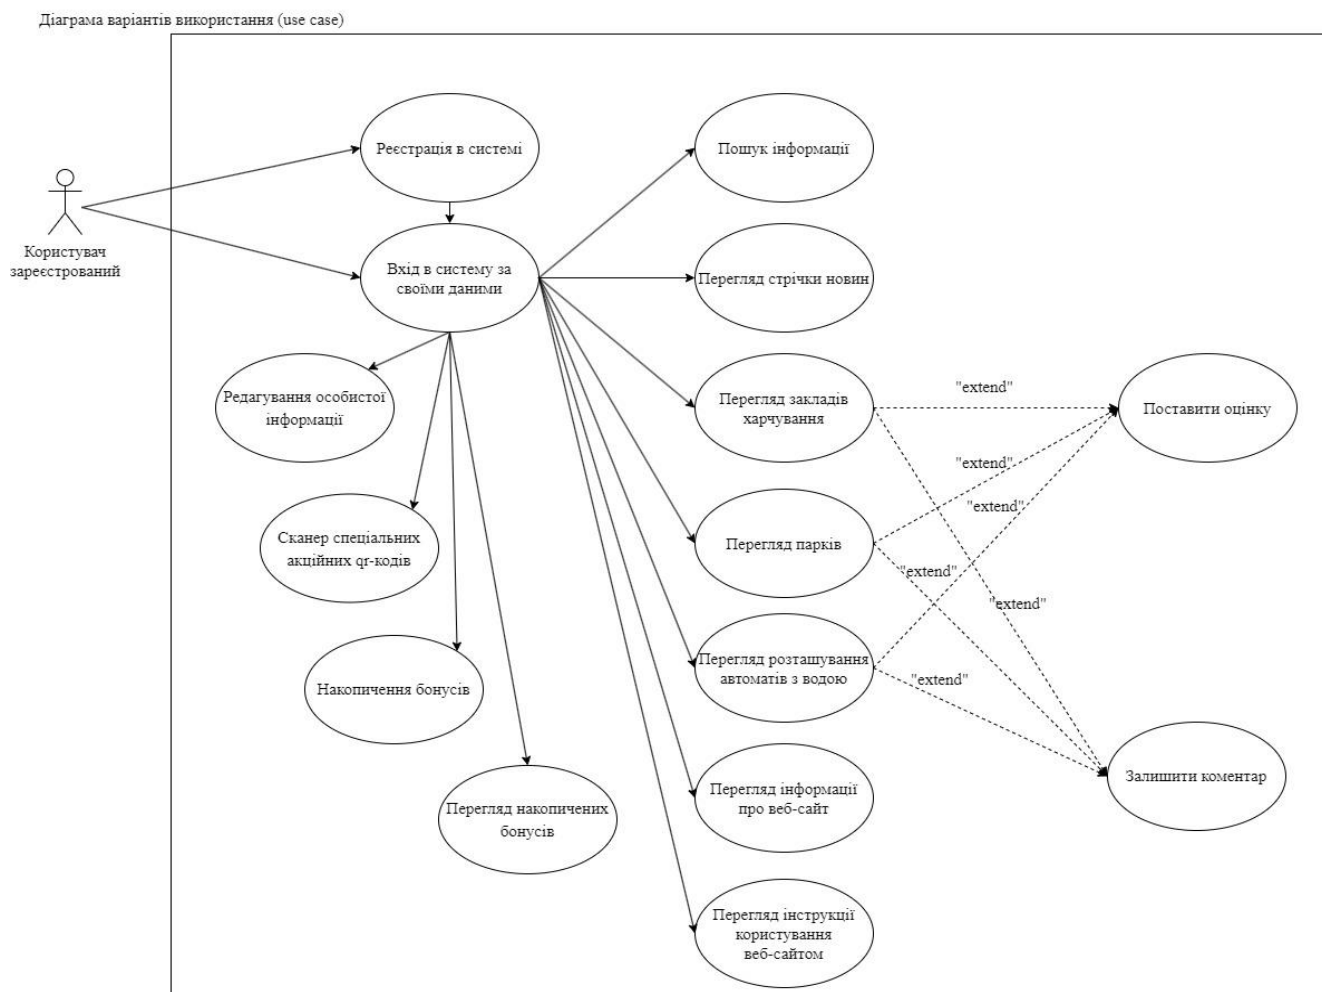 Діаграма варіантів використання (use case)
Реєстрація в системі
Пошук інформації
Користувач
зареєстрований
Вхід в систему за
своїми даними
Перегляд стрічки новин
Редагування особистої
інформації
Перегляд закладів
харчування
"extend"
Поставити оцінку
"extend"
"extend"
Сканер спеціальних
акційних qr-кодів
Перегляд парків
"extend"
"extend"
Накопичення бонусів
Перегляд розташування
автоматів з водою
"extend"
Перегляд накопичених
бонусів
Перегляд інформації
про веб-сайт
Залишити коментар
Перегляд інструкції
користування
веб-сайтом